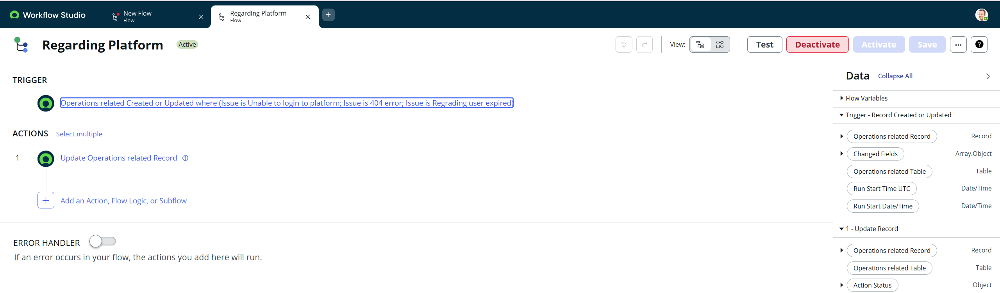 Workflow Studio
New Flow
Flow
Regarding Platform
Flow
Regarding Platform
Active
View:
Test
Deactivate
Activate
Save
TRIGGER
Operations related Created or Updated where (Issue is Unable to login to platform; Issue is 404 error; Issue is Regrading user expired)
ACTIONS
Select multiple
1
Update Operations related Record
Add an Action, Flow Logic, or Subflow
ERROR HANDLER
If an error occurs in your flow, the actions you add here will run.
Data
Collapse All
Flow Variables
Trigger - Record Created or Updated
Operations related Record Record
Changed Fields Array.Object
Operations related Table Table
Run Start Time UTC Date/Time
Run Start Date/Time Date/Time
1 - Update Record
Operations related Record Record
Operations related Table Table
Action Status Object